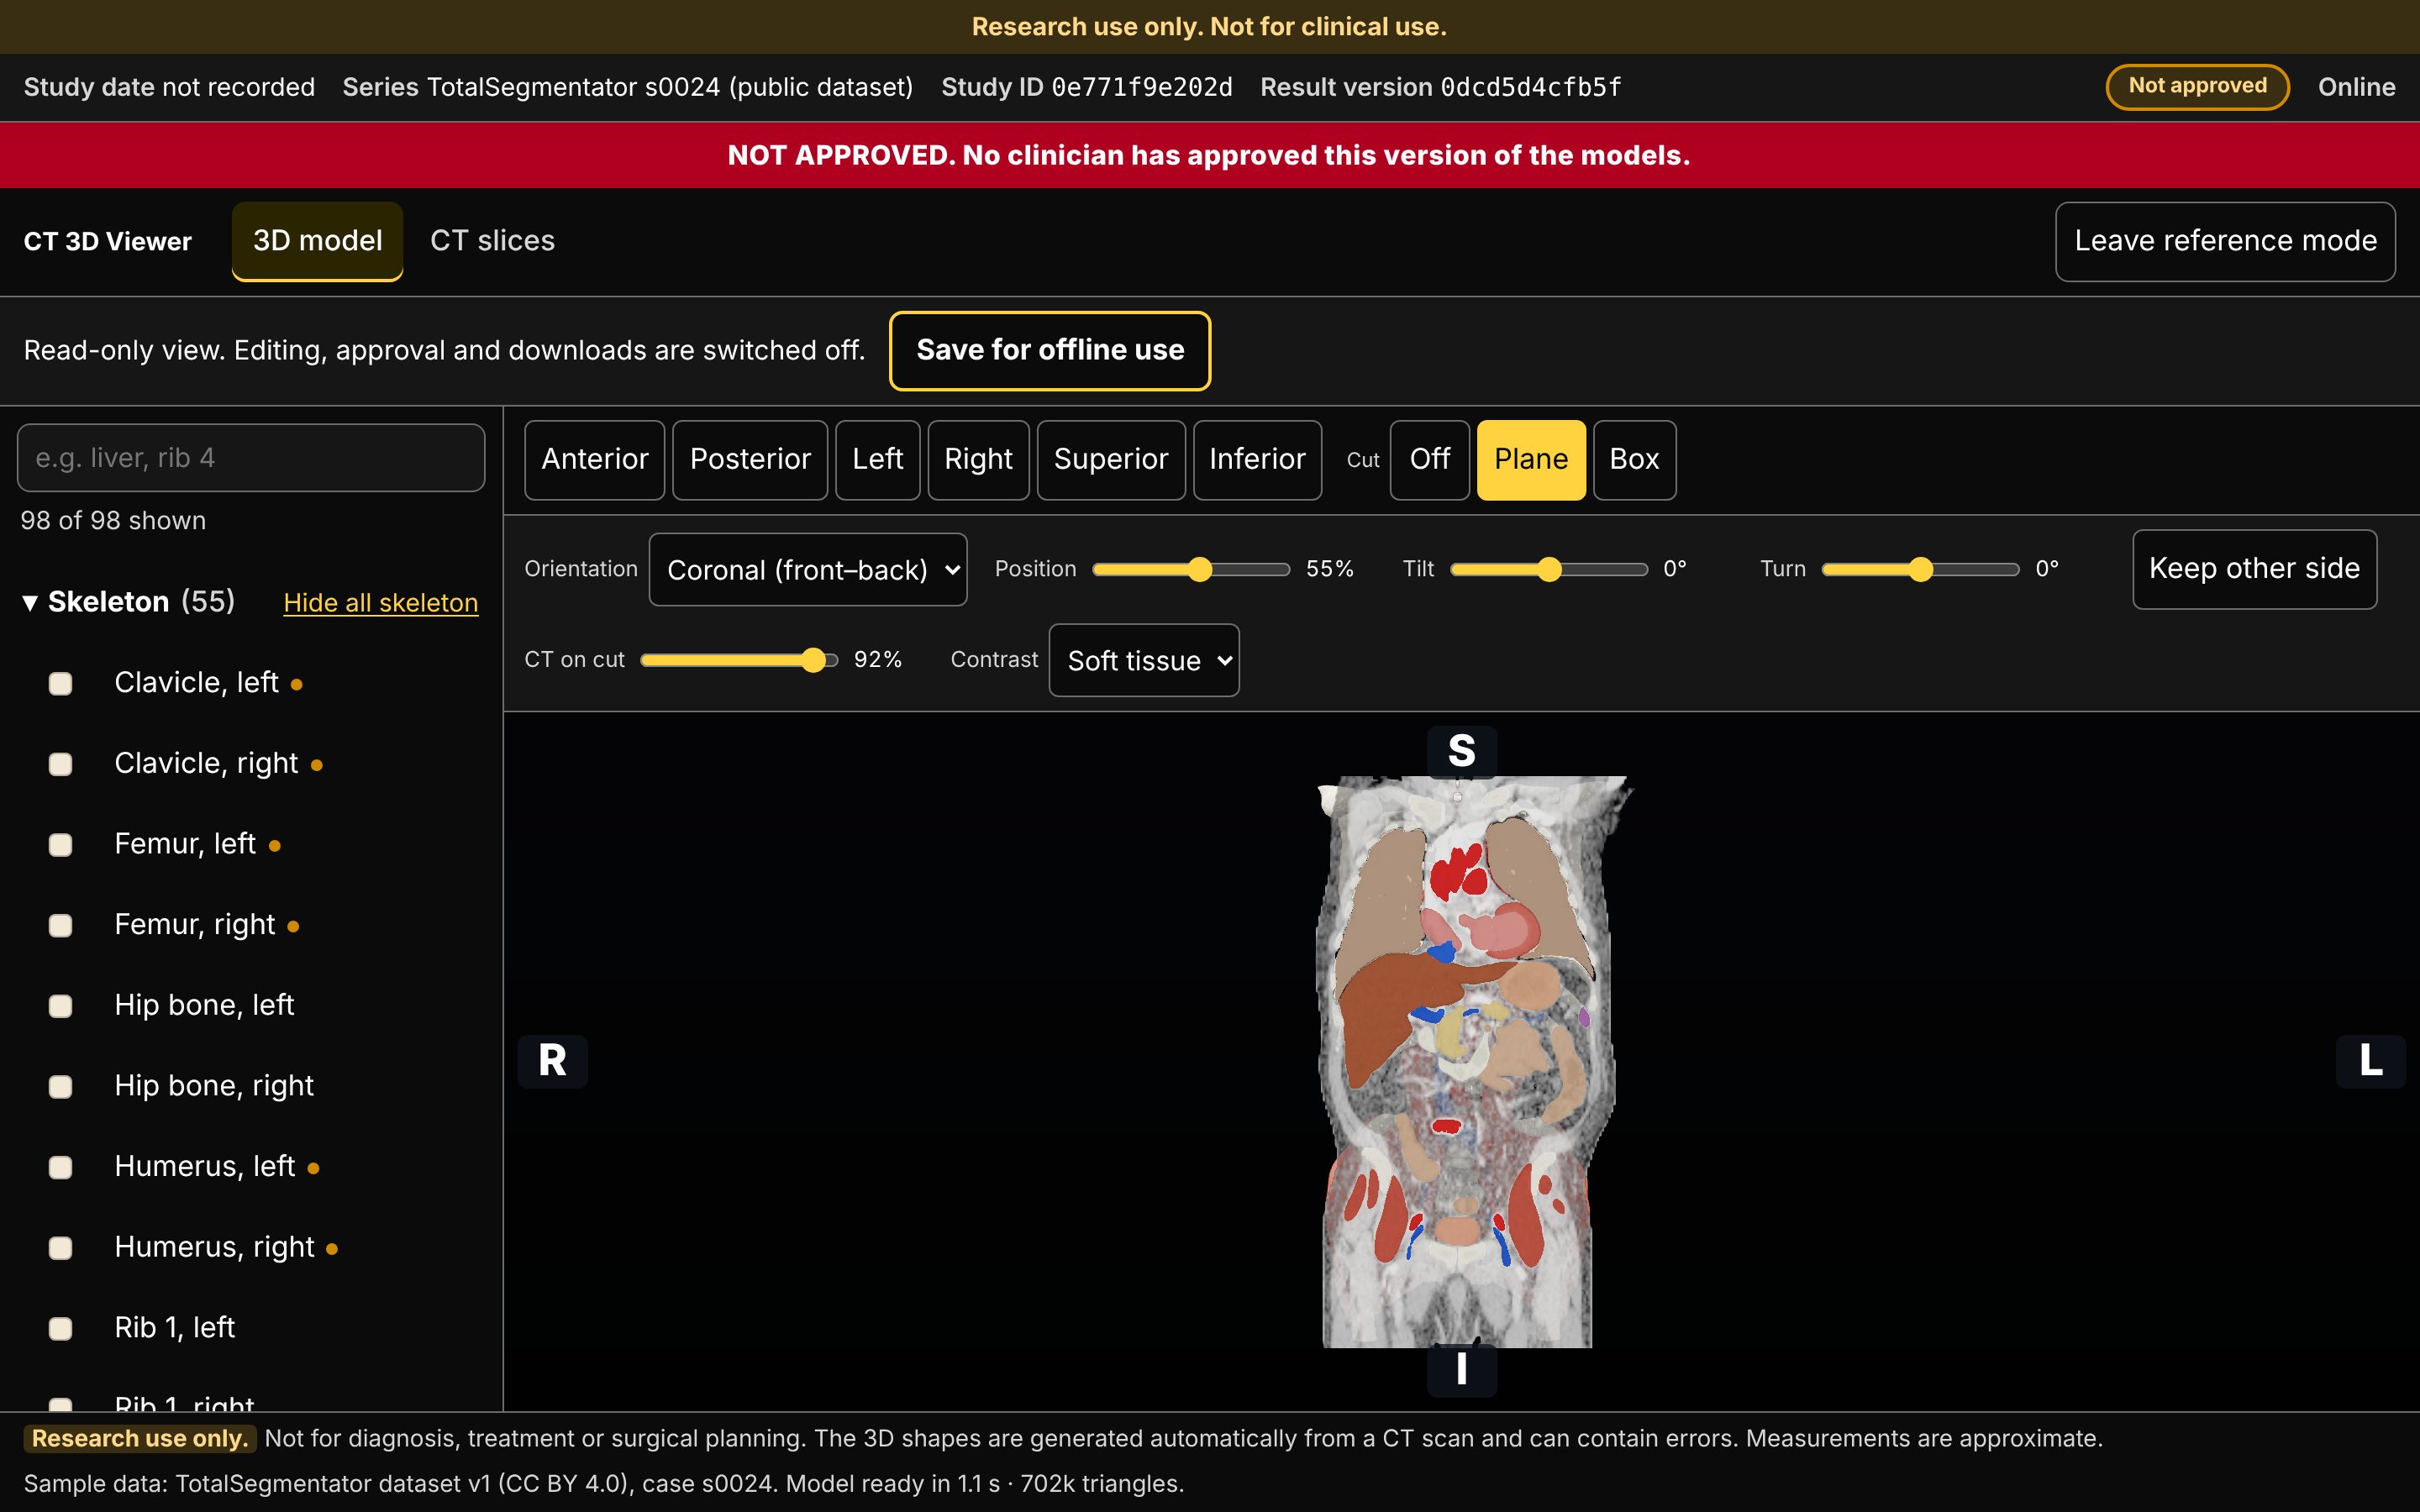 Research use only. Not for clinical use.
Study date not recorded Series TotalSegmentator s0024 (public dataset) Study ID 0e771f9e202d Result version 0dcd5d4cfb5f Not approved Online
NOT APPROVED. No clinician has approved this version of the models.
CT 3D Viewer 3D model CT slices Leave reference mode
Read-only view. Editing, approval and downloads are switched off. Save for offline use
e.g. liver, rib 4
98 of 98 shown
▼ Skeleton (55) Hide all skeleton
Clavicle, left
Clavicle, right
Femur, left
Femur, right
Hip bone, left
Hip bone, right
Humerus, left
Humerus, right
Rib 1, left
Rib 1, right
Anterior Posterior Left Right Superior Inferior Cut Off Plane Box
Orientation Coronal (front–back) Position 55% Tilt 0° Turn 0° Keep other side
CT on cut 92% Contrast Soft tissue
S
R L
I
Research use only. Not for diagnosis, treatment or surgical planning. The 3D shapes are generated automatically from a CT scan and can contain errors. Measurements are approximate.
Sample data: TotalSegmentator dataset v1 (CC BY 4.0), case s0024. Model ready in 1.1 s · 702k triangles.